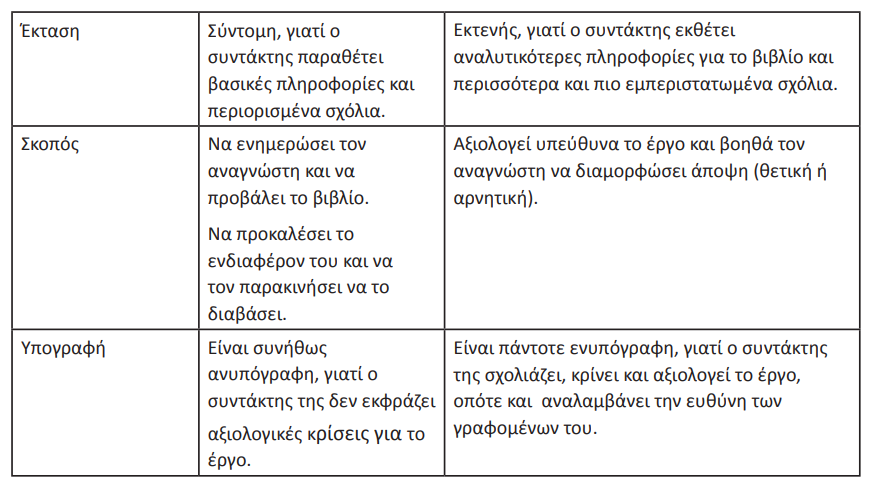 Έκταση
Σύντομη, γιατί ο
συντάκτης παραθέτει
βασικές πληροφορίες και
περιορισμένα σχόλια.
Εκτενής, γιατί ο συντάκτης εκθέτει
αναλυτικότερες πληροφορίες για το βιβλίο και
περισσότερα και πιο εμπεριστατωμένα σχόλια.
Σκοπός
Να ενημερώσει τον
αναγνώστη και να
προβάλει το βιβλίο.
Να προκαλέσει το
ενδιαφέρον του και να
τον παρακινήσει να το
διαβάσει.
Αξιολογεί υπεύθυνα το έργο και βοηθά τον
αναγνώστη να διαμορφώσει άποψη (θετική ή
αρνητική).
Υπογραφή
Είναι συνήθως
ανυπόγραφη, γιατί ο
συντάκτης της δεν εκφράζει
αξιολογικές κρίσεις για το
έργο.
Είναι πάντοτε ενυπόγραφη, γιατί ο συντάκτης
της σχολιάζει, κρίνει και αξιολογεί το έργο,
οπότε και αναλαμβάνει την ευθύνη των
γραφομένων του.